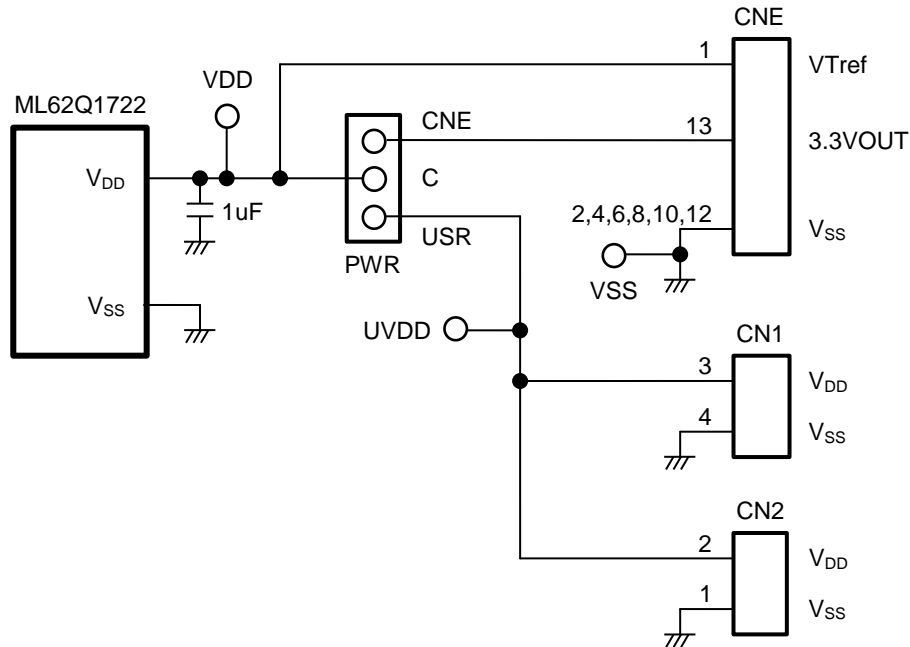 CNE
1
VTref
VDD
ML62Q1722
CNE
13
3.3VOUT
VDD
C
1uF
2,4,6,8,10,12
VSS
USR
PWR
VSS
VSS
UVDD
CN1
3
VDD
4
VSS
CN2
2
VDD
1
VSS